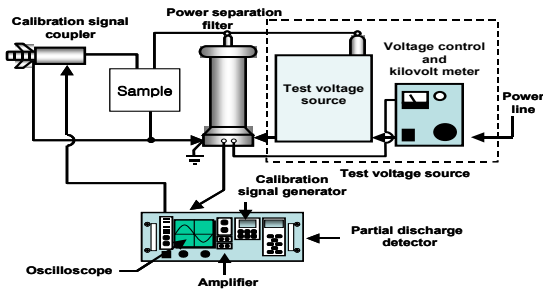 Calibration signal
coupler
Power separation
filter
Voltage control
and
kilovolt meter
Sample
Test voltage
source
Power
line
Test voltage source
Calibration
signal generator
Partial discharge
detector
Oscilloscope
Amplifier